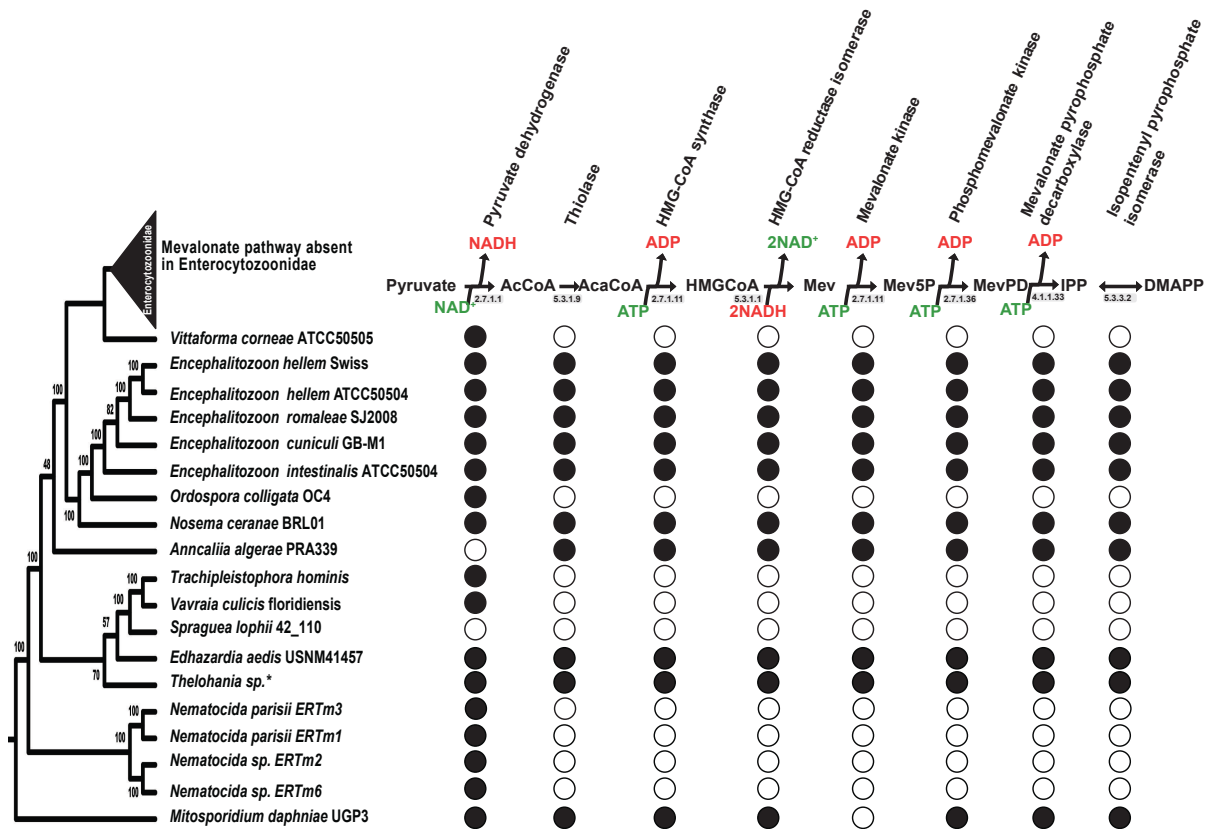 Pyruvate dehydrogenase
Thiolase
HMG-CoA synthase
HMG-CoA reductase isomerase
Mevalonate kinase
Phosphomevalonate kinase
Mevalonate pyrophosphate
decarboxylase
Isopentenyl pyrophosphate
isomerase
Enterocytozoonidae
Mevalonate pathway absent
in Enterocytozoonidae
NADH
ADP
2NAD⁺
ADP
ADP
ADP
Pyruvate AcCoA AcaCoA HMGCoA Mev Mev5P MevPD IPP DMAPP
2.7.1.1 5.3.1.9 2.7.1.11 5.3.1.1 2.7.1.11 2.7.1.36 4.1.1.33 5.3.3.2
NAD⁺ ATP 2NADH ATP ATP ATP
Vittaforma corneae ATCC50505
Encephalitozoon hellem Swiss
Encephalitozoon hellem ATCC50504
Encephalitozoon romaleae SJ2008
Encephalitozoon cuniculi GB-M1
Encephalitozoon intestinalis ATCC50504
Ordospora colligata OC4
Nosema ceranae BRL01
Anncaliia algerae PRA339
Trachipleistophora hominis
Vavraia culicis floridiensis
Spraguea lophii 42_110
Edhazardia aedis USNM41457
Thelohania sp.*
Nematocida parisii ERTm3
Nematocida parisii ERTm1
Nematocida sp. ERTm2
Nematocida sp. ERTm6
Mitosporidium daphniae UGP3
100
100
100
82
100
100
48
100
100
100
100
57
100
70
100
100
100